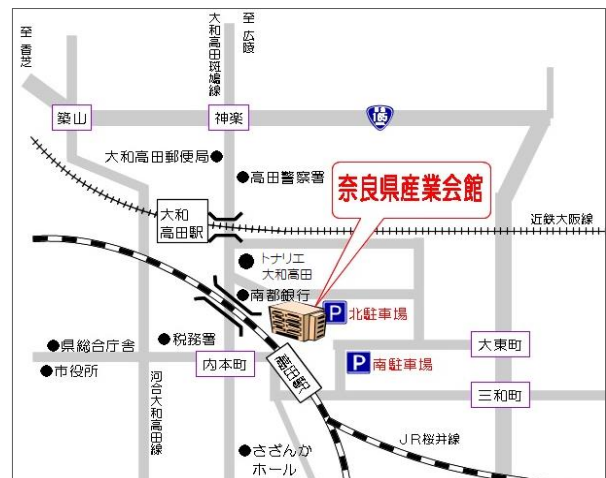 至 香芝
大和高田斑鳩線
至 広陵
築山
神楽
国道
165
大和高田郵便局
高田警察署
奈良県産業会館
大和
高田駅
近鉄大阪線
トナリエ
大和高田
南都銀行
P 北駐車場
税務署
県総合庁舎
市役所
内本町
高田駅
P 南駐車場
大東町
三和町
河合大和高田線
JR桜井線
さざんか
ホール